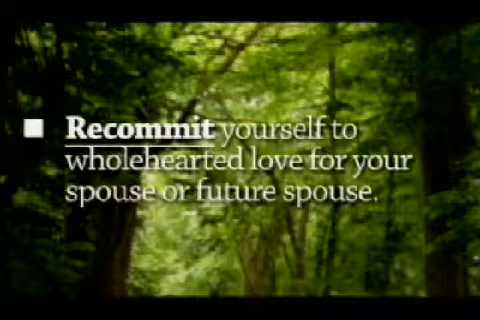 Recommit yourself to
wholehearted love for your
spouse or future spouse.